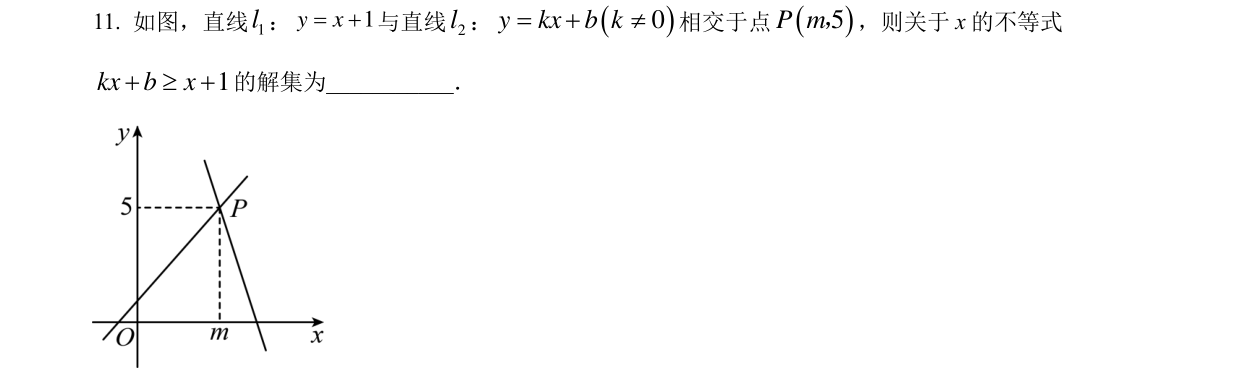 11. 如图，直线l₁：y=x+1与直线l₂：y=kx+b(k≠0)相交于点P(m,5)，则关于x的不等式
kx+b≥x+1的解集为__________.
y
5
P
O
m
x